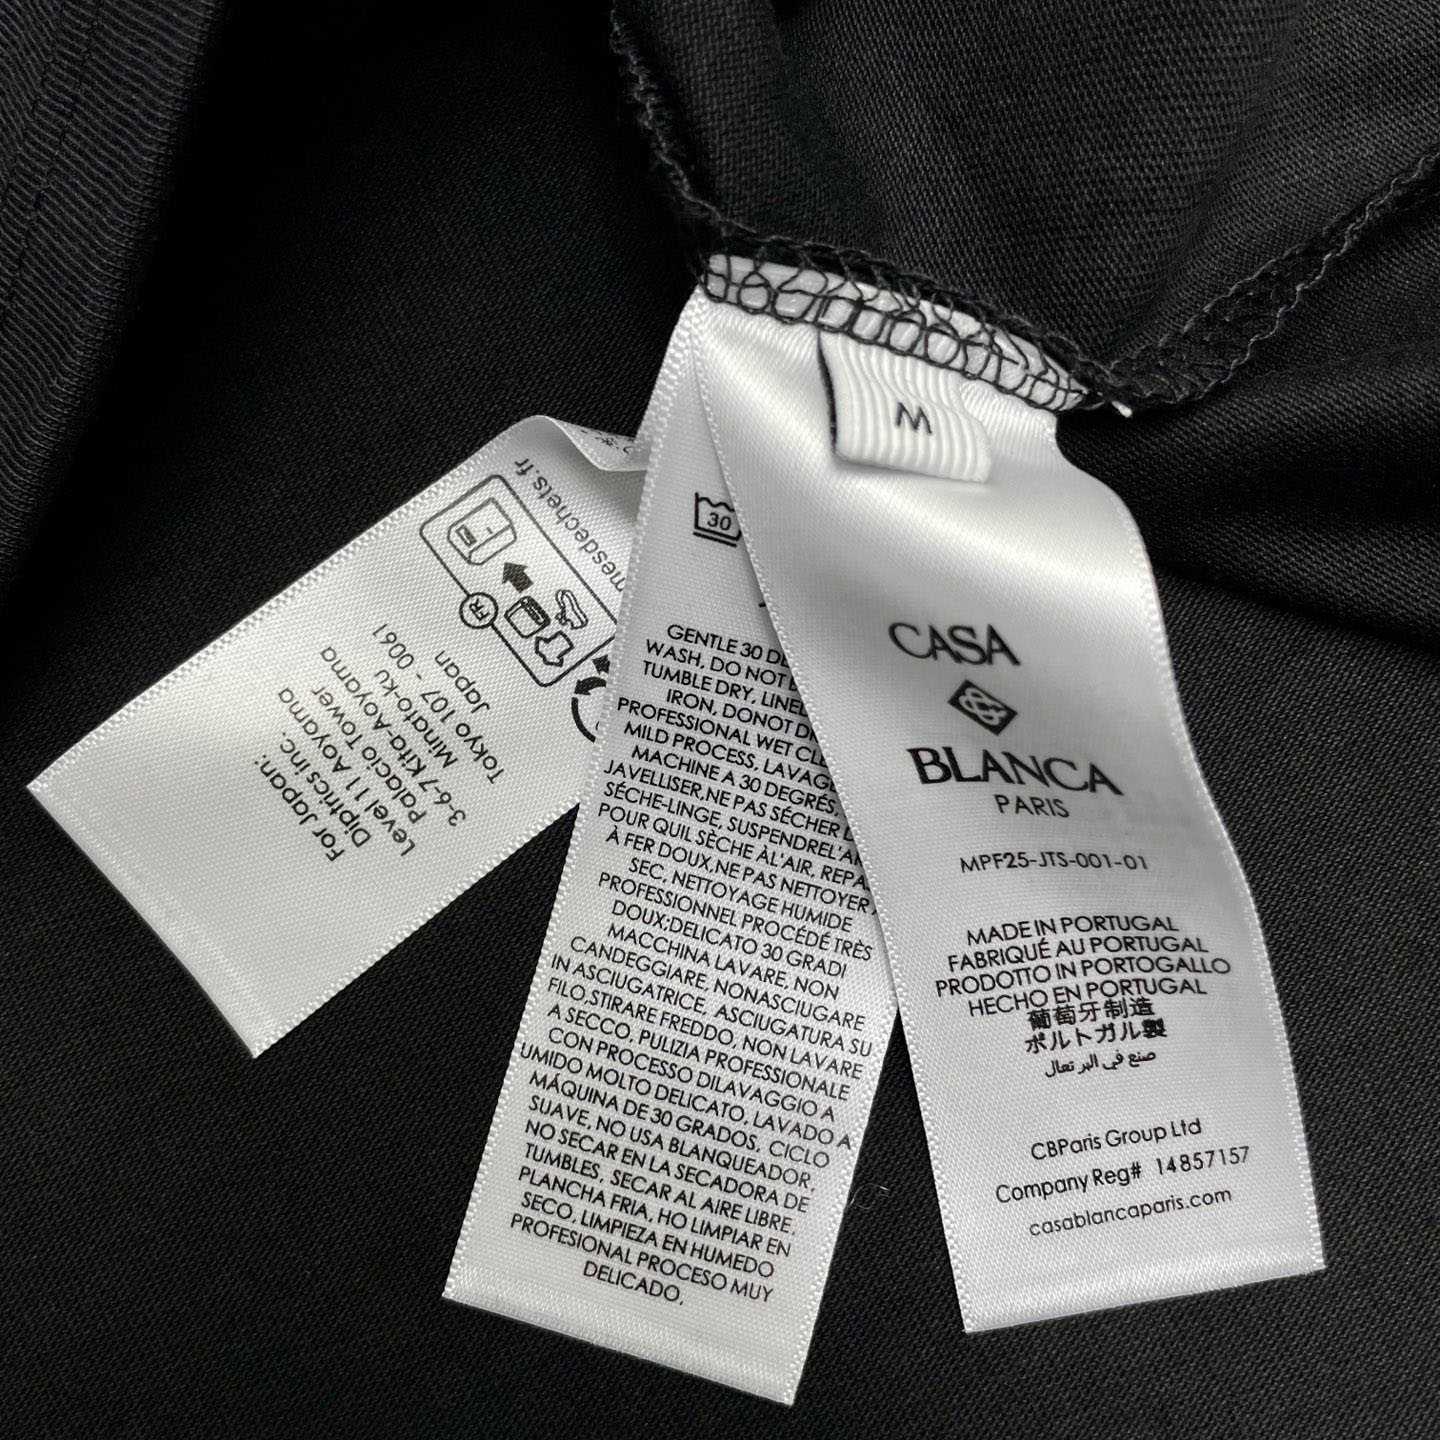 M
CASA
BLANCA
PARIS
MPF25-JTS-001-01
MADE IN PORTUGAL
FABRIQUÉ AU PORTUGAL
PRODOTTO IN PORTOGALLO
HECHO EN PORTUGAL
葡萄牙制造
ポルトガル製
صنع في البر تعال
CBParis Group Ltd
Company Reg# 14857157
casablancaparis.com
30
GENTLE 30 DE
WASH, DO NOT
TUMBLE DRY, LINE
IRON, DONOT DR
PROFESSIONAL WET CLE
MILD PROCESS, LAVAG
MACHINE A 30 DEGRÉS,
JAVELLISER,NE PAS SÉCHER
SÉCHE-LINGE, SUSPENDREL'AR
POUR QUIL SÈCHE ÀL'AIR, REPA
À FER DOUX,NE PAS NETTOYER
SEC, NETTOYAGE HUMIDE
PROFESSIONNEL PROCÉDÉ TRÈS
DOUX;DELICATO 30 GRADI
MACCHINA LAVARE, NON
CANDEGGIARE, NONASCIUGARE
IN ASCIUGATRICE, ASCIUGATURA SU
FILO,STIRARE FREDDO, NON LAVARE
A SECCO, PULIZIA PROFESSIONALE
CON PROCESSO DILAVAGGIO A
UMIDO MOLTO DELICATO, LAVADO A
MÁQUINA DE 30 GRADOS, CICLO
SUAVE, NO USA BLANQUEADOR,
NO SECAR EN LA SECADORA DE
TUMBLES, SECAR AL AIRE LIBRE,
PLANCHA FRIA, HO LIMPIAR EN
SECO, LIMPIEZA EN HUMEDO
PROFESIONAL PROCESO MUY
DELICADO,
mesdechets.fr
FR
For Japan:
Diptrics inc.
Level 11 Aoyama
Palacio Tower
3-6-7 Kita-Aoyama
Minato-ku
Tokyo 107 - 0061
Japan